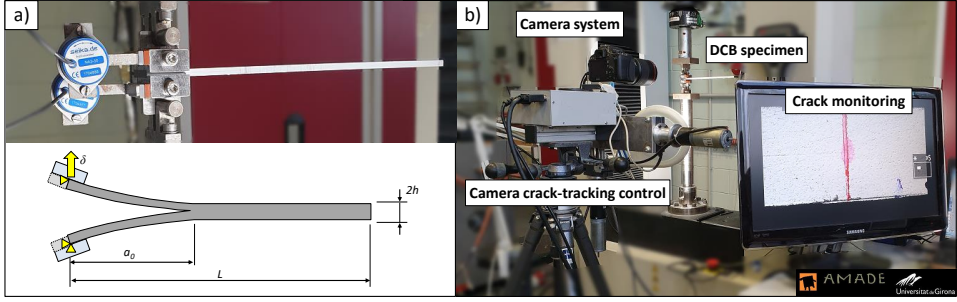 a)
seika.de
δ
2h
a₀
L
b)
Camera system
DCB specimen
Crack monitoring
Camera crack-tracking control
SAMSUNG
AMADE
Universitat de Girona